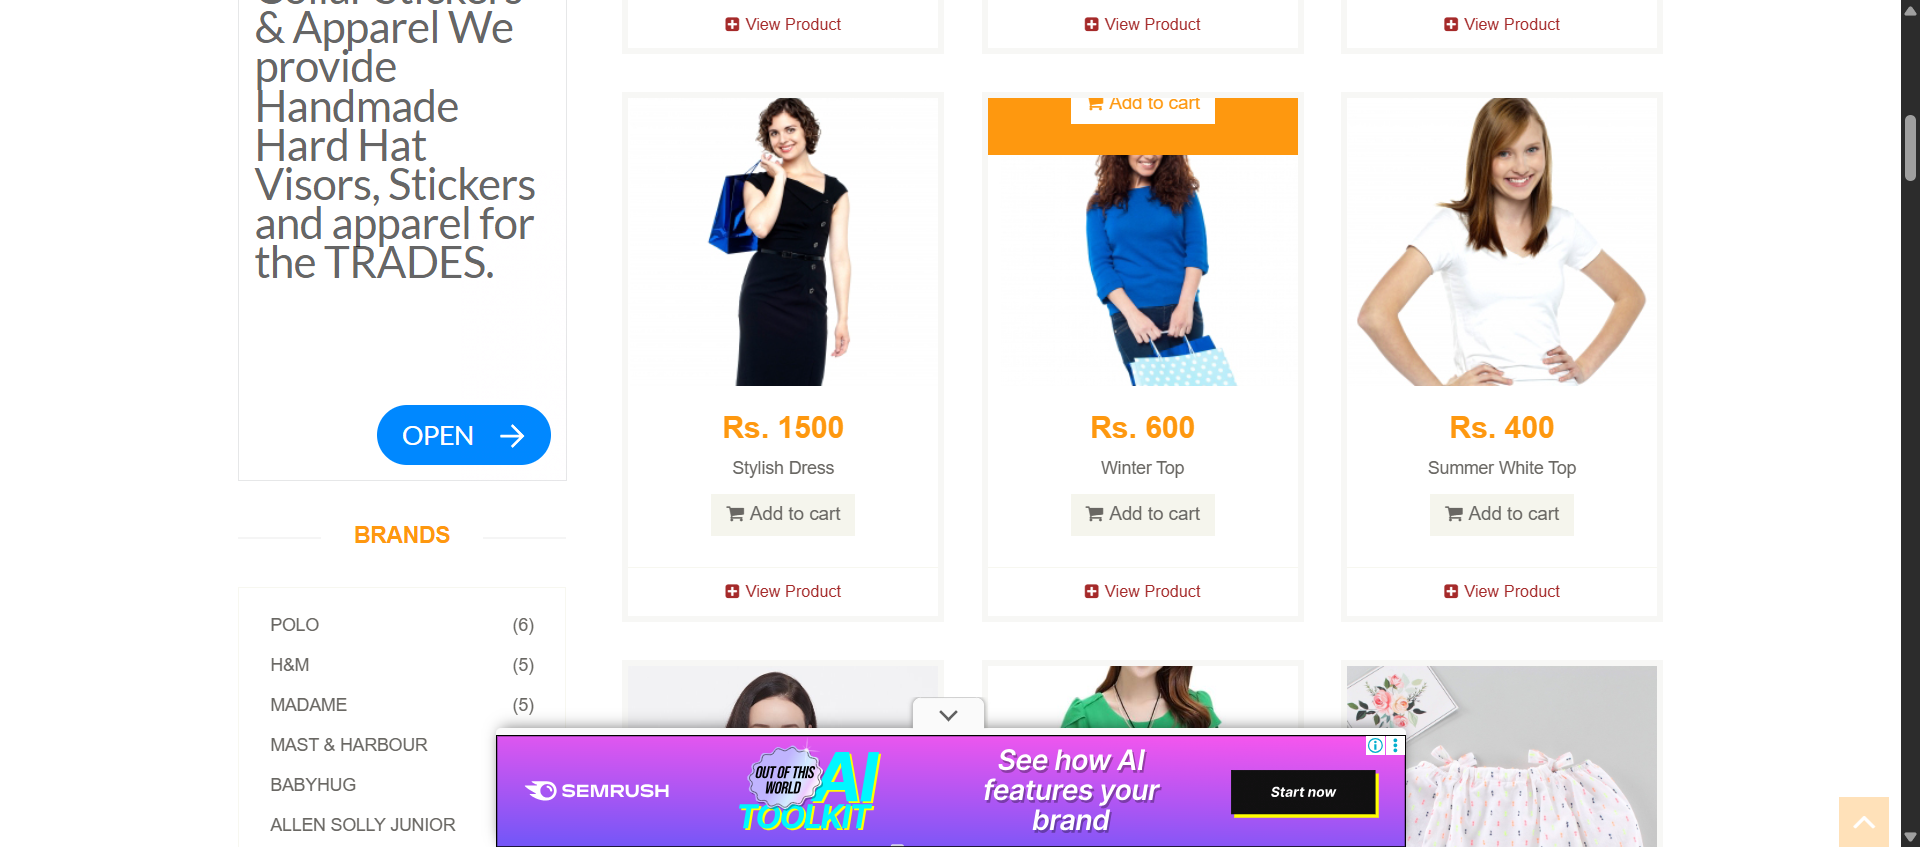 Collar Stickers
& Apparel We
provide
Handmade
Hard Hat
Visors, Stickers
and apparel for
the TRADES.
OPEN
BRANDS
POLO (6)
H&M (5)
MADAME (5)
MAST & HARBOUR
BABYHUG
ALLEN SOLLY JUNIOR
View Product
View Product
View Product
Rs. 1500
Stylish Dress
Add to cart
View Product
Add to cart
Rs. 600
Winter Top
Add to cart
View Product
Rs. 400
Summer White Top
Add to cart
View Product
SEMRUSH
OUT OF THIS
WORLD
AI
TOOLKIT
See how AI
features your
brand
Start now